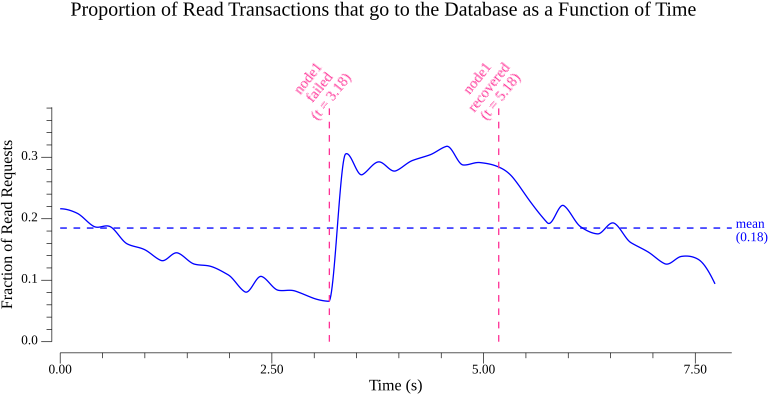 Proportion of Read Transactions that go to the Database as a Function of Time
node1
failed
(t = 3.18)
node1
recovered
(t = 5.18)
Fraction of Read Requests
0.3
0.2
0.1
0.0
mean
(0.18)
0.00
2.50
5.00
7.50
Time (s)